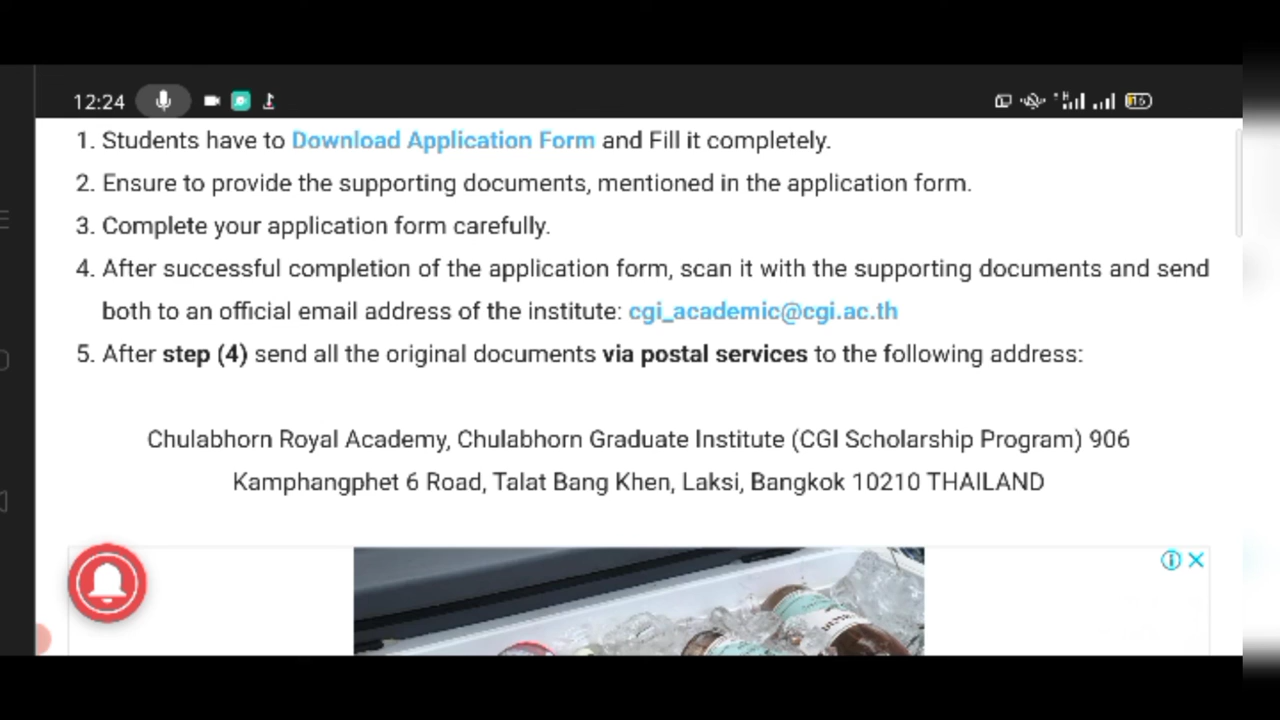 12:24
16
1. Students have to Download Application Form and Fill it completely.
2. Ensure to provide the supporting documents, mentioned in the application form.
3. Complete your application form carefully.
4. After successful completion of the application form, scan it with the supporting documents and send
both to an official email address of the institute: cgi_academic@cgi.ac.th
5. After step (4) send all the original documents via postal services to the following address:
Chulabhorn Royal Academy, Chulabhorn Graduate Institute (CGI Scholarship Program) 906
Kamphangphet 6 Road, Talat Bang Khen, Laksi, Bangkok 10210 THAILAND